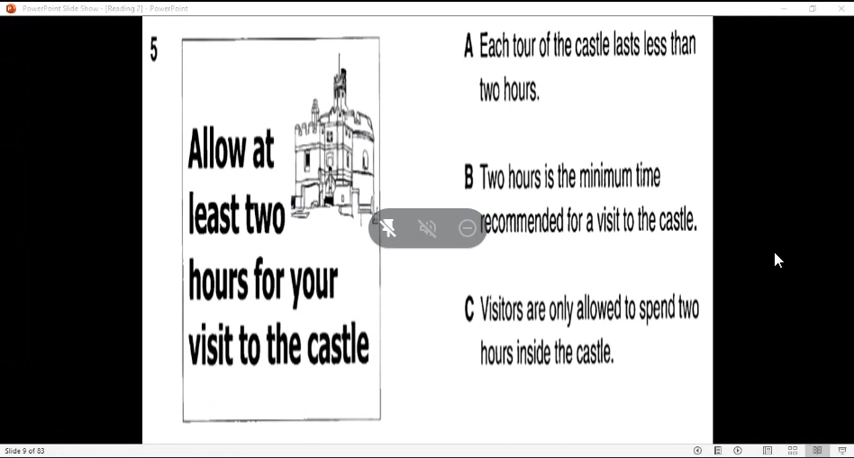 PowerPoint Slide Show - [Reading 2] - PowerPoint
5
Allow at
least two
hours for your
visit to the castle
A Each tour of the castle lasts less than
two hours.
B Two hours is the minimum time
recommended for a visit to the castle.
C Visitors are only allowed to spend two
hours inside the castle.
Slide 9 of 83